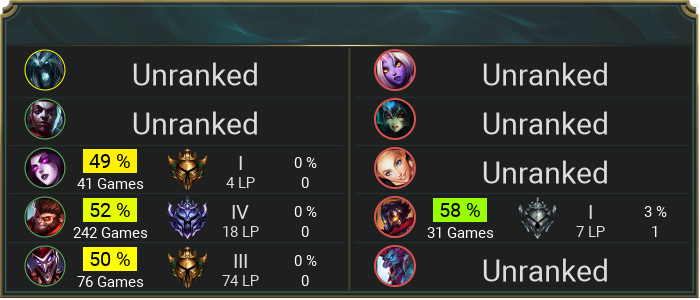 Unranked
Unranked
49 % I 0 %
41 Games 4 LP 0
52 % IV 0 %
242 Games 18 LP 0
50 % III 0 %
76 Games 74 LP 0
Unranked
Unranked
Unranked
58 % I 3 %
31 Games 7 LP 1
Unranked